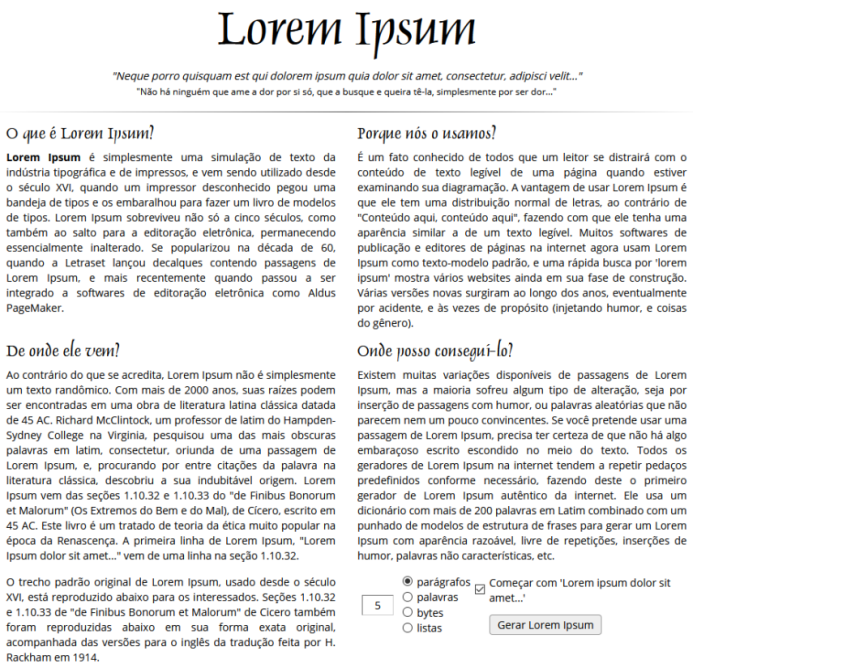 Lorem Ipsum
"Neque porro quisquam est qui dolorem ipsum quia dolor sit amet, consectetur, adipisci velit..."
"Não há ninguém que ame a dor por si só, que a busque e queira tê-la, simplesmente por ser dor..."
O que é Lorem Ipsum?
Lorem Ipsum é simplesmente uma simulação de texto da
indústria tipográfica e de impressos, e vem sendo utilizado desde
o século XVI, quando um impressor desconhecido pegou uma
bandeja de tipos e os embaralhou para fazer um livro de modelos
de tipos. Lorem Ipsum sobreviveu não só a cinco séculos, como
também ao salto para a editoração eletrônica, permanecendo
essencialmente inalterado. Se popularizou na década de 60,
quando a Letraset lançou decalques contendo passagens de
Lorem Ipsum, e mais recentemente quando passou a ser
integrado a softwares de editoração eletrônica como Aldus
PageMaker.
Porque nós o usamos?
É um fato conhecido de todos que um leitor se distrairá com o
conteúdo de texto legível de uma página quando estiver
examinando sua diagramação. A vantagem de usar Lorem Ipsum é
que ele tem uma distribuição normal de letras, ao contrário de
"Conteúdo aqui, conteúdo aqui", fazendo com que ele tenha uma
aparência similar a de um texto legível. Muitos softwares de
publicação e editores de páginas na internet agora usam Lorem
Ipsum como texto-modelo padrão, e uma rápida busca por 'lorem
ipsum' mostra vários websites ainda em sua fase de construção.
Várias versões novas surgiram ao longo dos anos, eventualmente
por acidente, e às vezes de propósito (injetando humor, e coisas
do gênero).
De onde ele vem?
Ao contrário do que se acredita, Lorem Ipsum não é simplesmente
um texto randômico. Com mais de 2000 anos, suas raízes podem
ser encontradas em uma obra de literatura latina clássica datada
de 45 AC. Richard McClintock, um professor de latim do Hampden-
Sydney College na Virginia, pesquisou uma das mais obscuras
palavras em latim, consectetur, oriunda de uma passagem de
Lorem Ipsum, e, procurando por entre citações da palavra na
literatura clássica, descobriu a sua indubitável origem. Lorem
Ipsum vem das seções 1.10.32 e 1.10.33 do "de Finibus Bonorum
et Malorum" (Os Extremos do Bem e do Mal), de Cícero, escrito em
45 AC. Este livro é um tratado de teoria da ética muito popular na
época da Renascença. A primeira linha de Lorem Ipsum, "Lorem
Ipsum dolor sit amet..." vem de uma linha na seção 1.10.32.
O trecho padrão original de Lorem Ipsum, usado desde o século
XVI, está reproduzido abaixo para os interessados. Seções 1.10.32
e 1.10.33 de "de Finibus Bonorum et Malorum" de Cicero também
foram reproduzidas abaixo em sua forma exata original,
acompanhada das versões para o inglês da tradução feita por H.
Rackham em 1914.
Onde posso conseguí-lo?
Existem muitas variações disponíveis de passagens de Lorem
Ipsum, mas a maioria sofreu algum tipo de alteração, seja por
inserção de passagens com humor, ou palavras aleatórias que não
parecem nem um pouco convincentes. Se você pretende usar uma
passagem de Lorem Ipsum, precisa ter certeza de que não há algo
embaraçoso escrito escondido no meio do texto. Todos os
geradores de Lorem Ipsum na internet tendem a repetir pedaços
predefinidos conforme necessário, fazendo deste o primeiro
gerador de Lorem Ipsum autêntico da internet. Ele usa um
dicionário com mais de 200 palavras em Latim combinado com um
punhado de modelos de estrutura de frases para gerar um Lorem
Ipsum com aparência razoável, livre de repetições, inserções de
humor, palavras não características, etc.
5
parágrafos
palavras
bytes
listas
Começar com 'Lorem ipsum dolor sit
amet...'
Gerar Lorem Ipsum